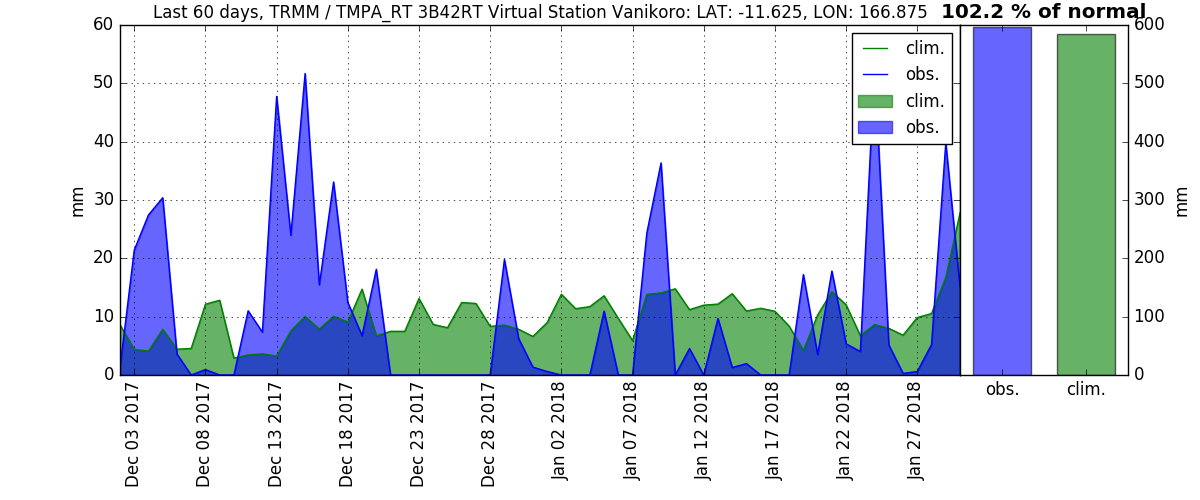 Last 60 days, TRMM / TMPA_RT 3B42RT Virtual Station Vanikoro: LAT: -11.625, LON: 166.875 102.2 % of normal
60
50
40
30
20
10
0
mm
clim.
obs.
clim.
obs.
600
500
400
300
200
100
0
mm
obs. clim.
Dec 03 2017
Dec 08 2017
Dec 13 2017
Dec 18 2017
Dec 23 2017
Dec 28 2017
Jan 02 2018
Jan 07 2018
Jan 12 2018
Jan 17 2018
Jan 22 2018
Jan 27 2018